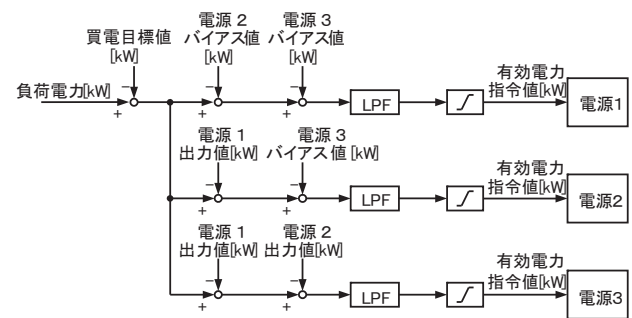 買電目標値
[kW]
電源 2
バイアス値
[kW]
電源 3
バイアス値
[kW]
負荷電力[kW]
－
＋
－
＋
－
＋
LPF
有効電力
指令値[kW]
電源1
電源 1
出力値[kW]
電源 3
バイアス値 [kW]
－
＋
－
＋
LPF
有効電力
指令値[kW]
電源2
電源 1
出力値[kW]
電源 2
出力値[kW]
－
＋
－
＋
LPF
有効電力
指令値[kW]
電源3